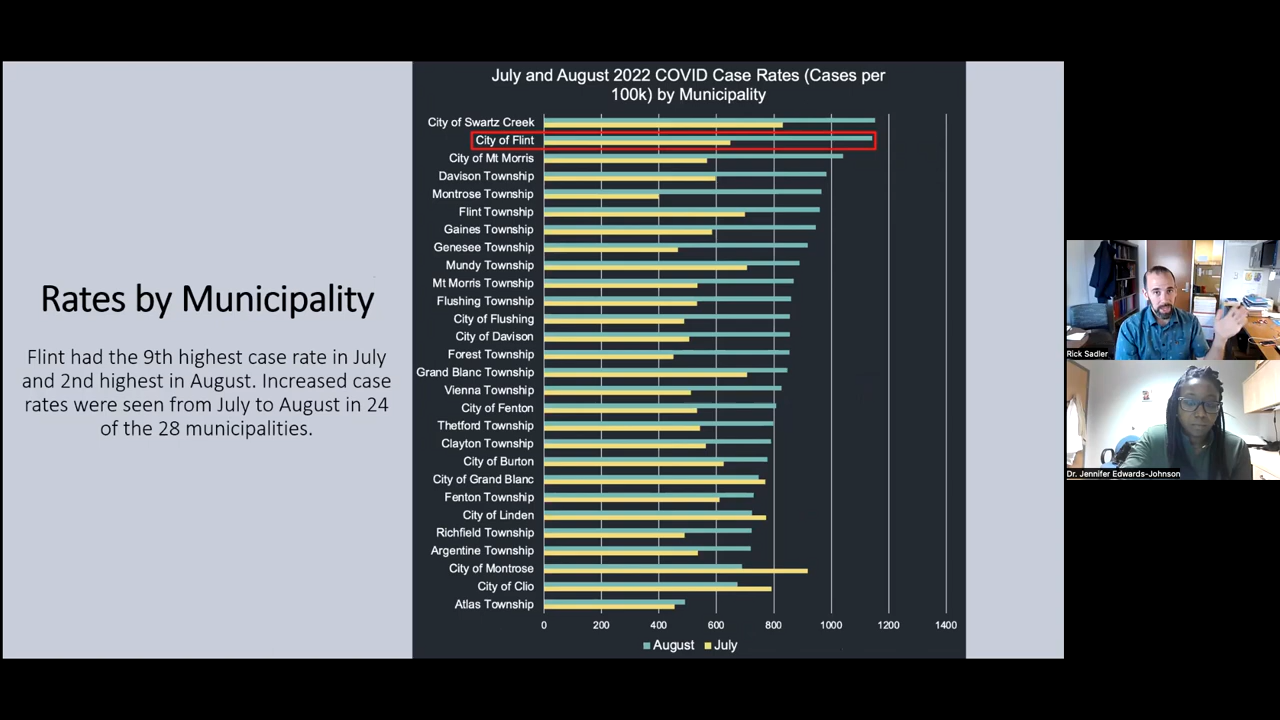 Rates by Municipality
Flint had the 9th highest case rate in July
and 2nd highest in August. Increased case
rates were seen from July to August in 24
of the 28 municipalities.
July and August 2022 COVID Case Rates (Cases per
100k) by Municipality
City of Swartz Creek
City of Flint
City of Mt Morris
Davison Township
Montrose Township
Flint Township
Gaines Township
Genesee Township
Mundy Township
Mt Morris Township
Flushing Township
City of Flushing
City of Davison
Forest Township
Grand Blanc Township
Vienna Township
City of Fenton
Thetford Township
Clayton Township
City of Burton
City of Grand Blanc
Fenton Township
City of Linden
Richfield Township
Argentine Township
City of Montrose
City of Clio
Atlas Township
0 200 400 600 800 1000 1200 1400
August July
Rick Sadler
Dr. Jennifer Edwards-Johnson